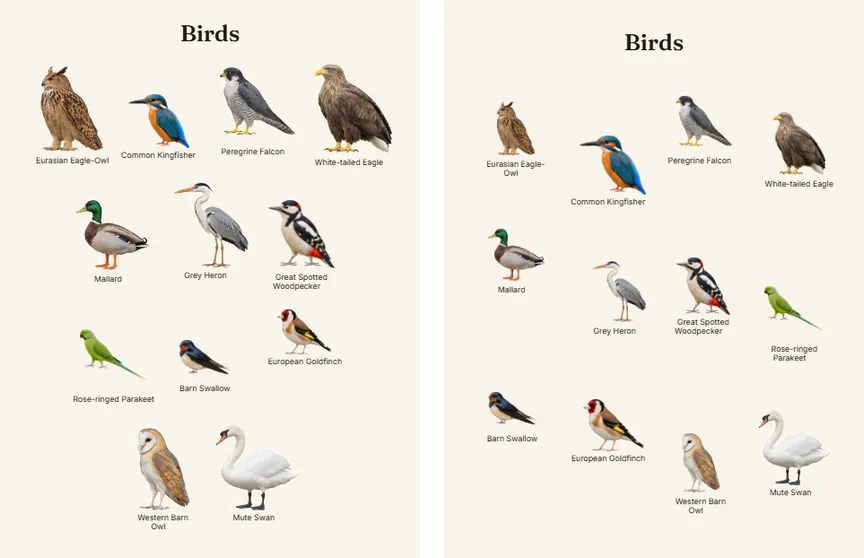 Birds
Eurasian Eagle-Owl
Common Kingfisher
Peregrine Falcon
White-tailed Eagle
Mallard
Grey Heron
Great Spotted
Woodpecker
Rose-ringed Parakeet
Barn Swallow
European Goldfinch
Western Barn
Owl
Mute Swan
Birds
Eurasian Eagle-
Owl
Common Kingfisher
Peregrine Falcon
White-tailed Eagle
Mallard
Grey Heron
Great Spotted
Woodpecker
Rose-ringed
Parakeet
Barn Swallow
European Goldfinch
Western Barn
Owl
Mute Swan